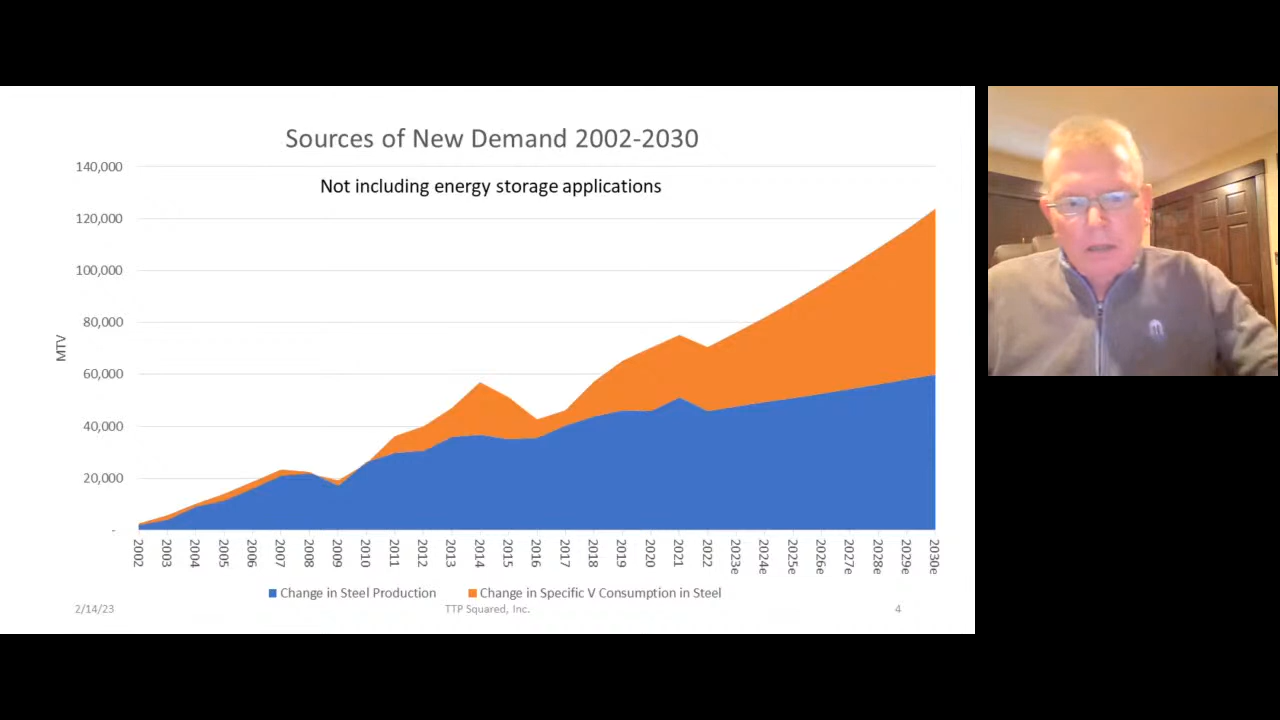 Sources of New Demand 2002-2030
Not including energy storage applications
140,000
120,000
100,000
80,000
60,000
40,000
20,000
-
MTV
2002
2003
2004
2005
2006
2007
2008
2009
2010
2011
2012
2013
2014
2015
2016
2017
2018
2019
2020
2021
2022
2023e
2024e
2025e
2026e
2027e
2028e
2029e
2030e
Change in Steel Production
Change in Specific V Consumption in Steel
2/14/23
TTP Squared, Inc.
4